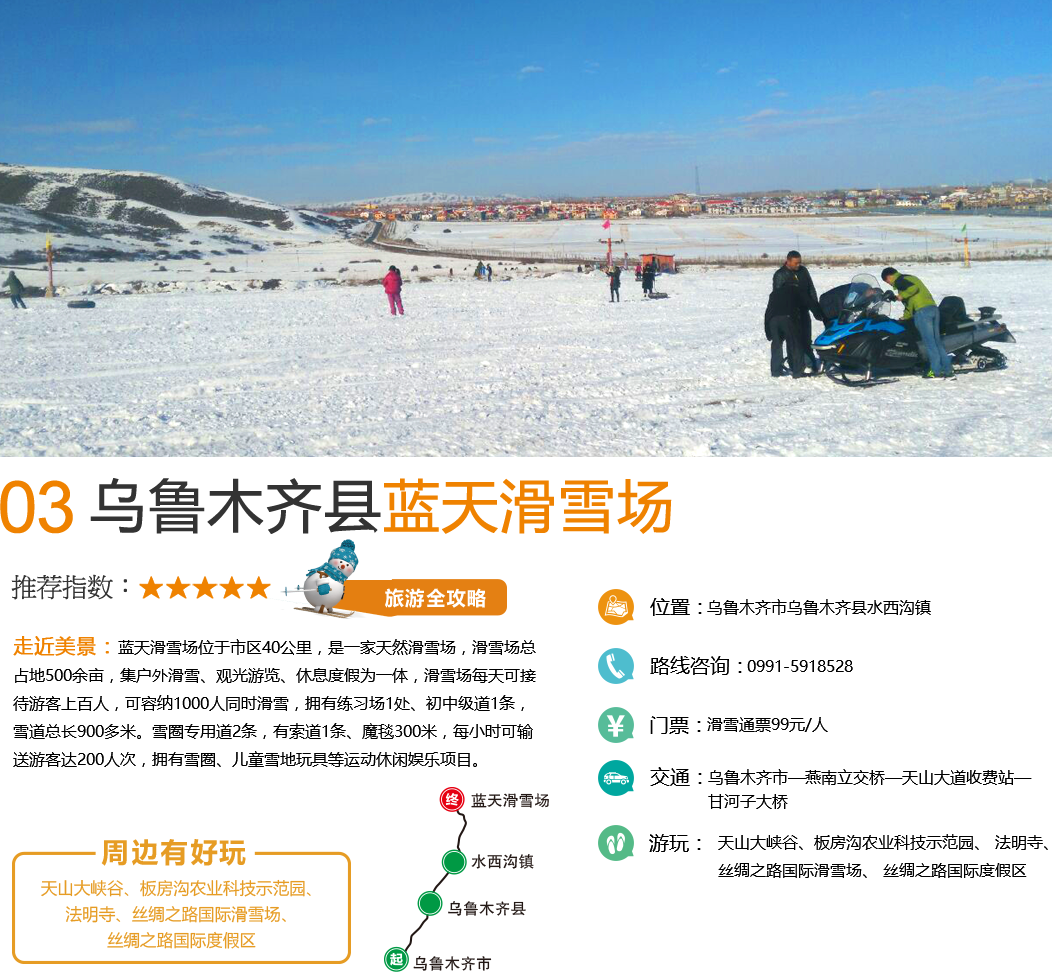 03 乌鲁木齐县蓝天滑雪场
推荐指数：★★★★★
旅游全攻略
走近美景：蓝天滑雪场位于市区40公里，是一家天然滑雪场，滑雪场总
占地500余亩，集户外滑雪、观光游览、休息度假为一体，滑雪场每天可接
待游客上百人，可容纳1000人同时滑雪，拥有练习场1处、初中级道1条，
雪道总长900多米。雪圈专用道2条，有索道1条、魔毯300米，每小时可输
送游客达200人次，拥有雪圈、儿童雪地玩具等运动休闲娱乐项目。
位置：乌鲁木齐市乌鲁木齐县水西沟镇
路线咨询：0991-5918528
¥
门票：滑雪通票99元/人
交通：乌鲁木齐市—燕南立交桥—天山大道收费站—
甘河子大桥
游玩： 天山大峡谷、板房沟农业科技示范园、 法明寺、
丝绸之路国际滑雪场、 丝绸之路国际度假区
终 蓝天滑雪场
水西沟镇
乌鲁木齐县
起 乌鲁木齐市
周边有好玩
天山大峡谷、板房沟农业科技示范园、
法明寺、丝绸之路国际滑雪场、
丝绸之路国际度假区